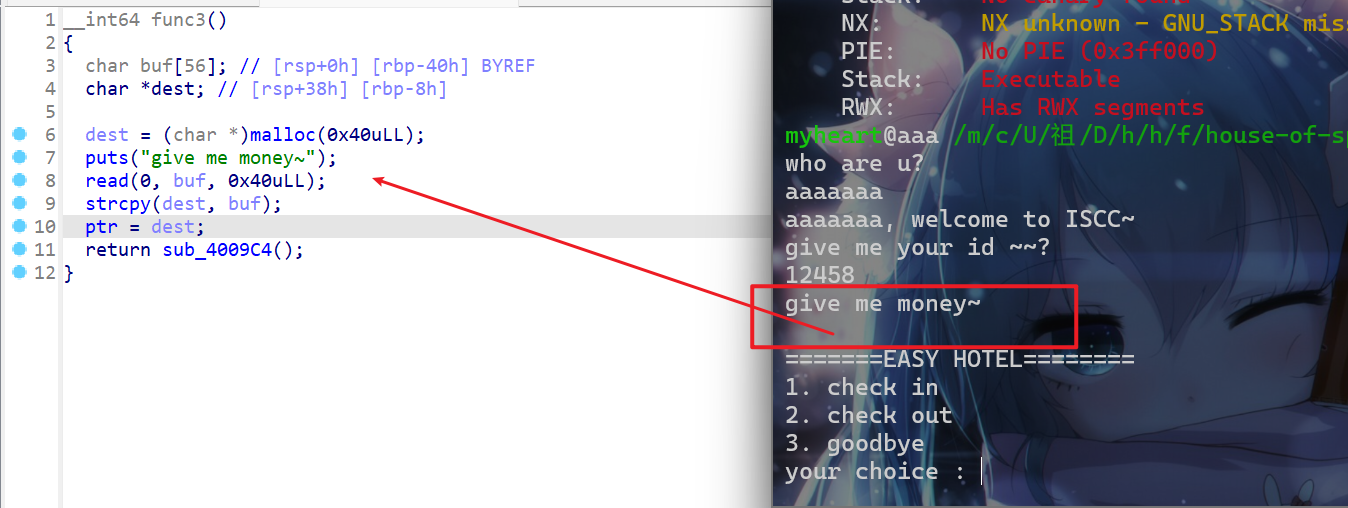 1 __int64 func3()
2 {
3 char buf[56]; // [rsp+0h] [rbp-40h] BYREF
4 char *dest; // [rsp+38h] [rbp-8h]
5
6 dest = (char *)malloc(0x40uLL);
7 puts("give me money~");
8 read(0, buf, 0x40uLL);
9 strcpy(dest, buf);
10 ptr = dest;
11 return sub_4009C4();
12 }
NX: NX unknown - GNU_STACK
PIE: No PIE (0x3ff000)
Stack: Executable
RWX: Has RWX segments
myheart@aaa /m/c/U/祖/D/h/h/f/house-of-sp
who are u?
aaaaaaa
aaaaaaa, welcome to ISCC~
give me your id ~~?
12458
give me money~
=======EASY HOTEL========
1. check in
2. check out
3. goodbye
your choice :